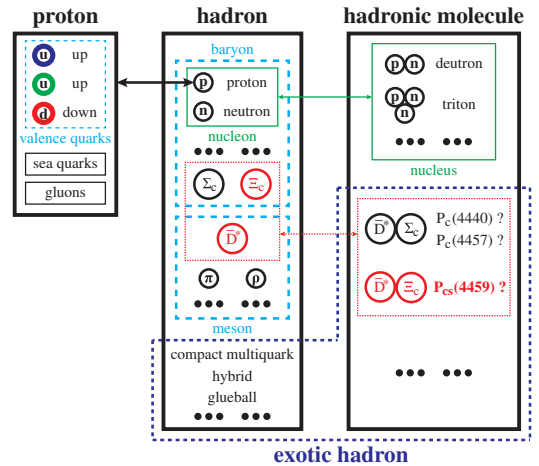 proton
u up
u up
d down
valence quarks
sea quarks
gluons
hadron
baryon
p proton
n neutron
nucleon
Σc Ξc
D̄*
π ρ
meson
compact multiquark
hybrid
glueball
hadronic molecule
p n deutron
p n
n
triton
nucleus
D̄* Σc
Pc(4440) ?
Pc(4457) ?
D̄* Ξc Pcs(4459) ?
exotic hadron